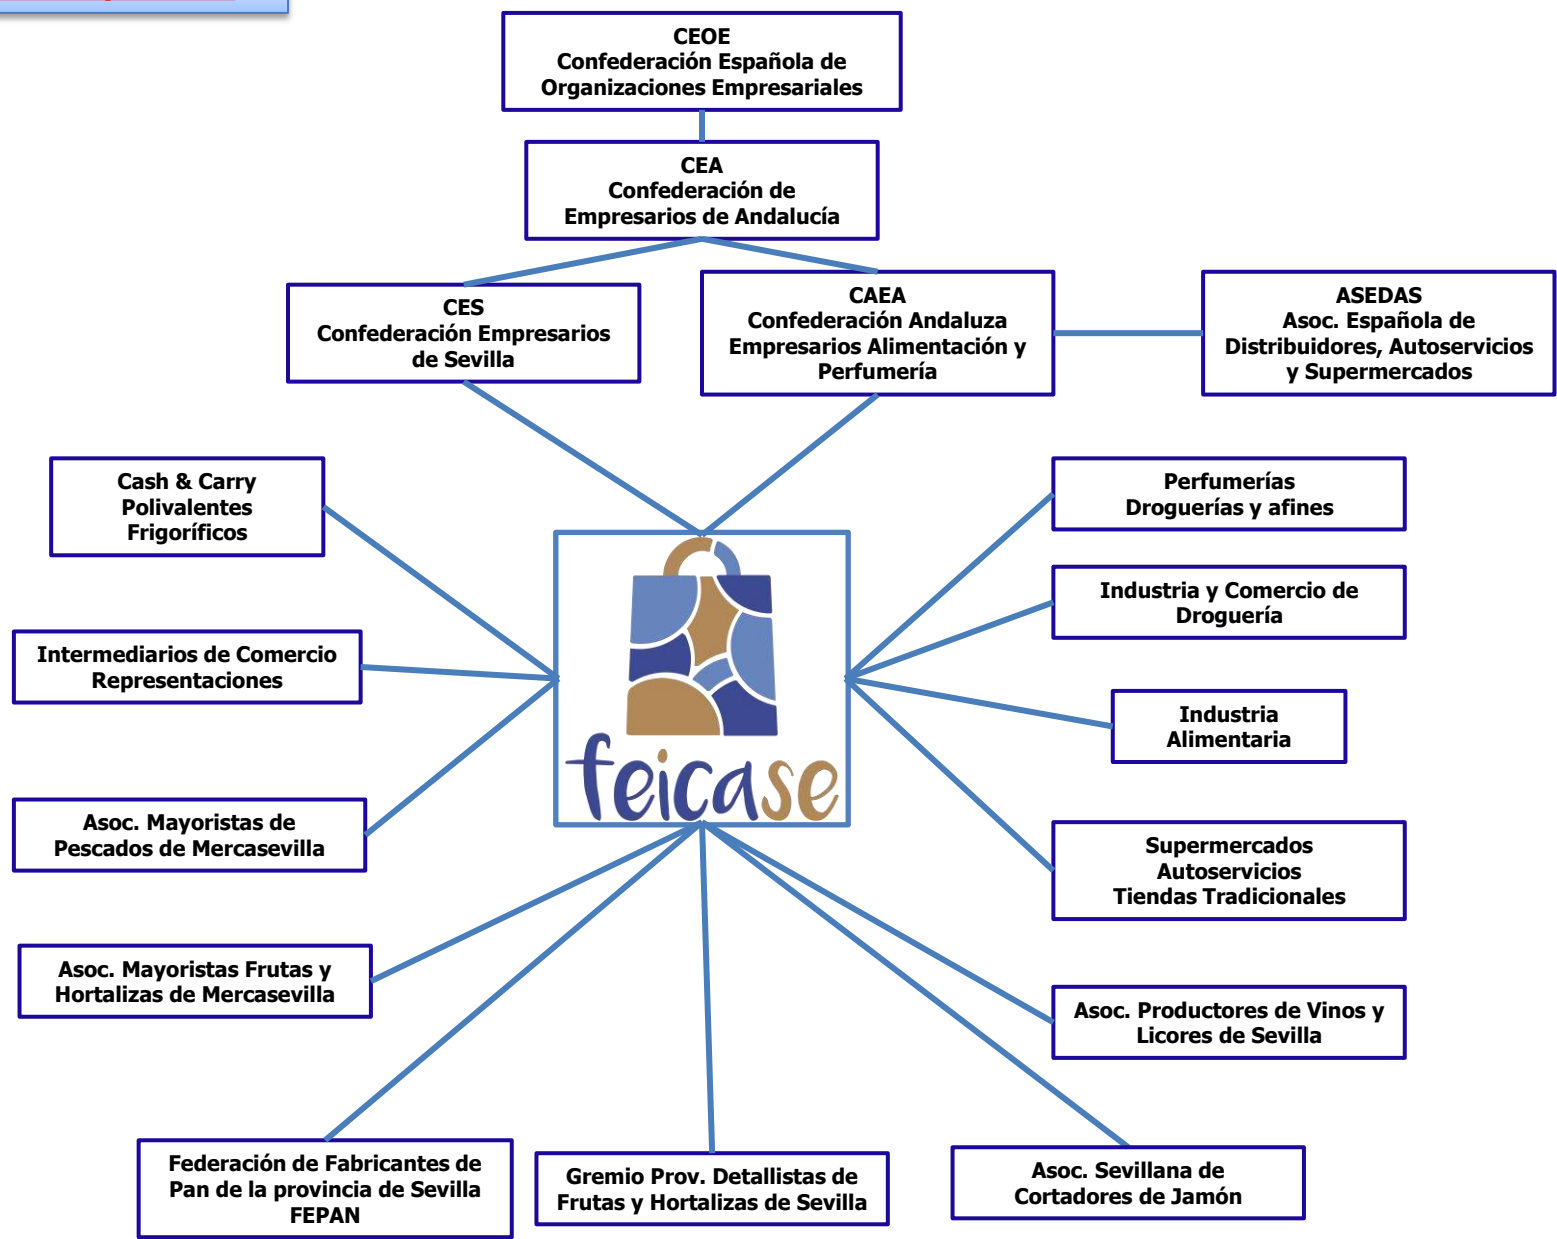 CEOE
Confederación Española de
Organizaciones Empresariales
CEA
Confederación de
Empresarios de Andalucía
CES
Confederación Empresarios
de Sevilla
CAEA
Confederación Andaluza
Empresarios Alimentación y
Perfumería
ASEDAS
Asoc. Española de
Distribuidores, Autoservicios
y Supermercados
Cash & Carry
Polivalentes
Frigoríficos
Perfumerías
Droguerías y afines
Industria y Comercio de
Droguería
Intermediarios de Comercio
Representaciones
Industria
Alimentaria
feicase
Asoc. Mayoristas de
Pescados de Mercasevilla
Supermercados
Autoservicios
Tiendas Tradicionales
Asoc. Mayoristas Frutas y
Hortalizas de Mercasevilla
Asoc. Productores de Vinos y
Licores de Sevilla
Federación de Fabricantes de
Pan de la provincia de Sevilla
FEPAN
Gremio Prov. Detallistas de
Frutas y Hortalizas de Sevilla
Asoc. Sevillana de
Cortadores de Jamón